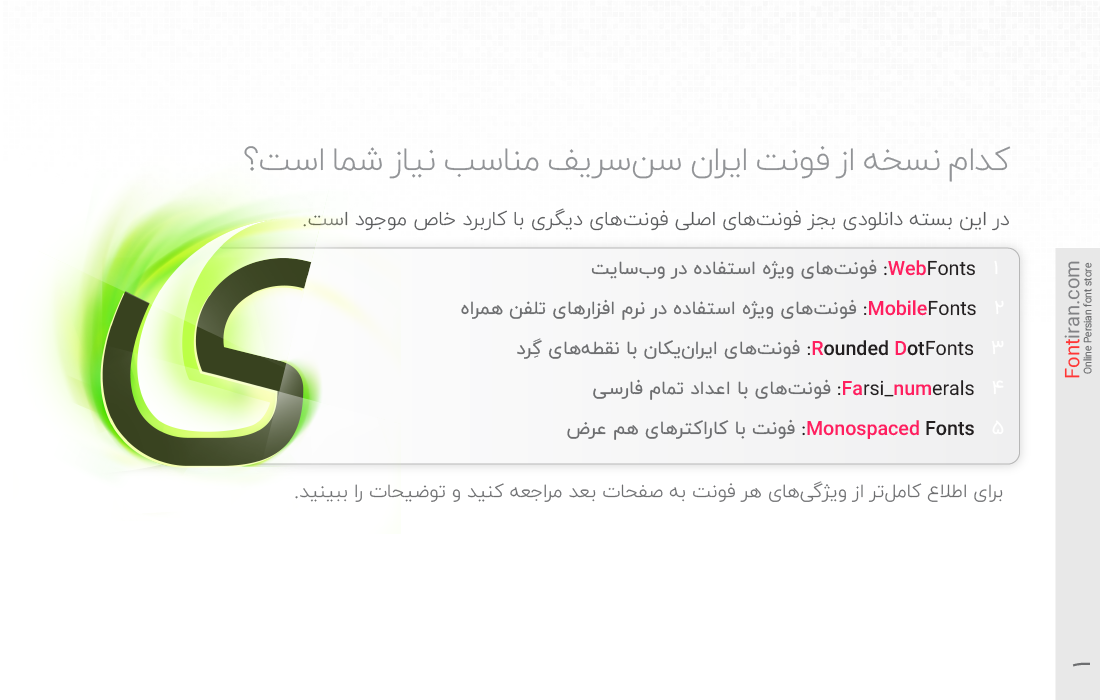 کدام نسخه از فونت ایران سن‌سریف مناسب نیاز شما است؟
در این بسته دانلودی بجز فونت‌های اصلی فونت‌های دیگری با کاربرد خاص موجود است.
۱ WebFonts: فونت‌های ویژه استفاده در وب‌سایت
۲ MobileFonts: فونت‌های ویژه استفاده در نرم افزارهای تلفن همراه
۳ Rounded DotFonts: فونت‌های ایران‌یکان با نقطه‌های گِرد
۴ Farsi_numerals: فونت‌های با اعداد تمام فارسی
۵ Monospaced Fonts: فونت با کاراکترهای هم عرض
برای اطلاع کامل‌تر از ویژگی‌های هر فونت به صفحات بعد مراجعه کنید و توضیحات را ببینید.
ی
Fontiran.com
Online Persian font store
۱